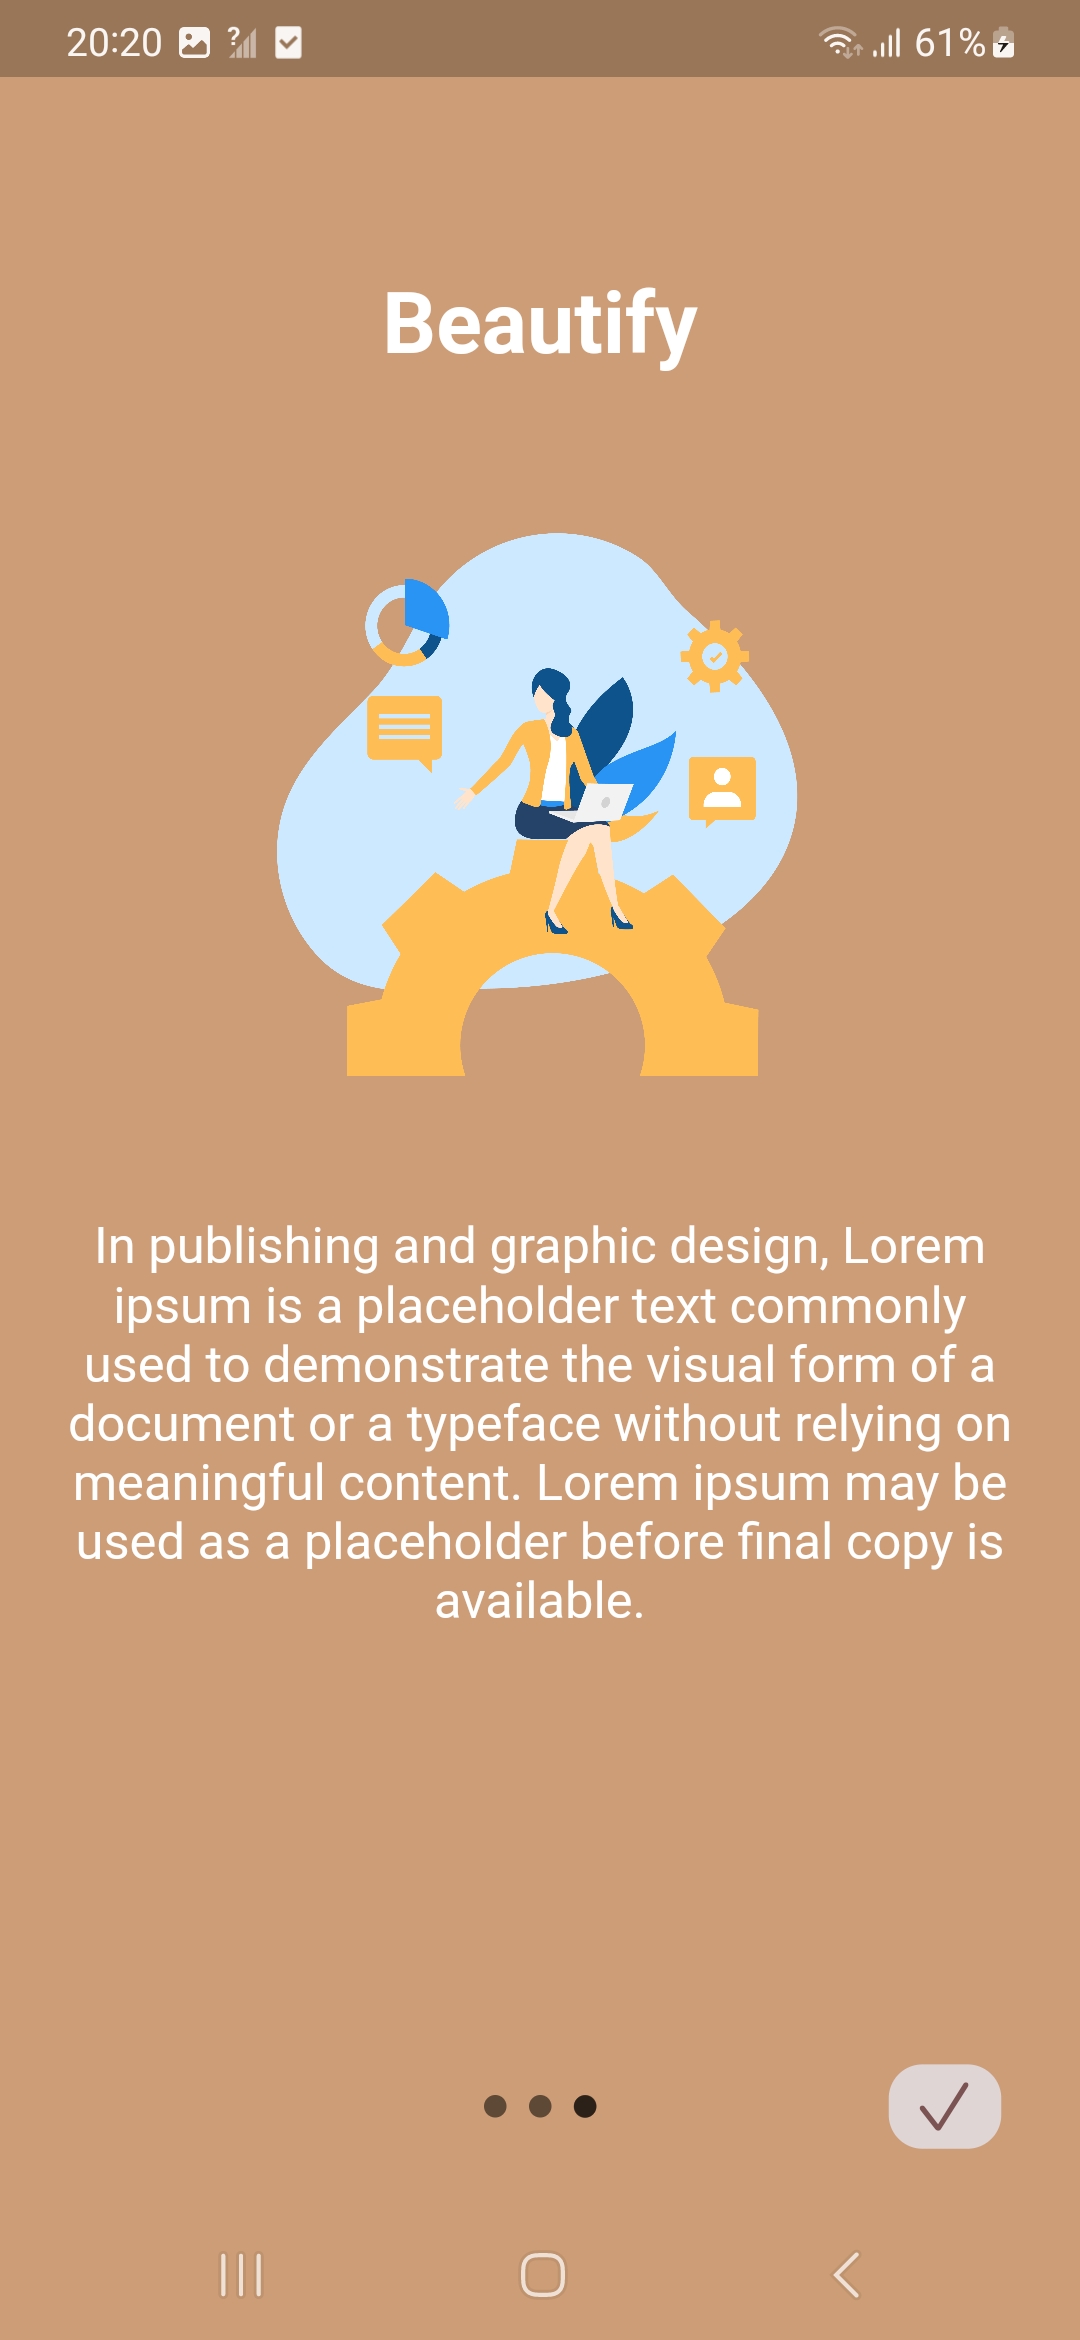 20:20
61%
Beautify
In publishing and graphic design, Lorem
ipsum is a placeholder text commonly
used to demonstrate the visual form of a
document or a typeface without relying on
meaningful content. Lorem ipsum may be
used as a placeholder before final copy is
available.